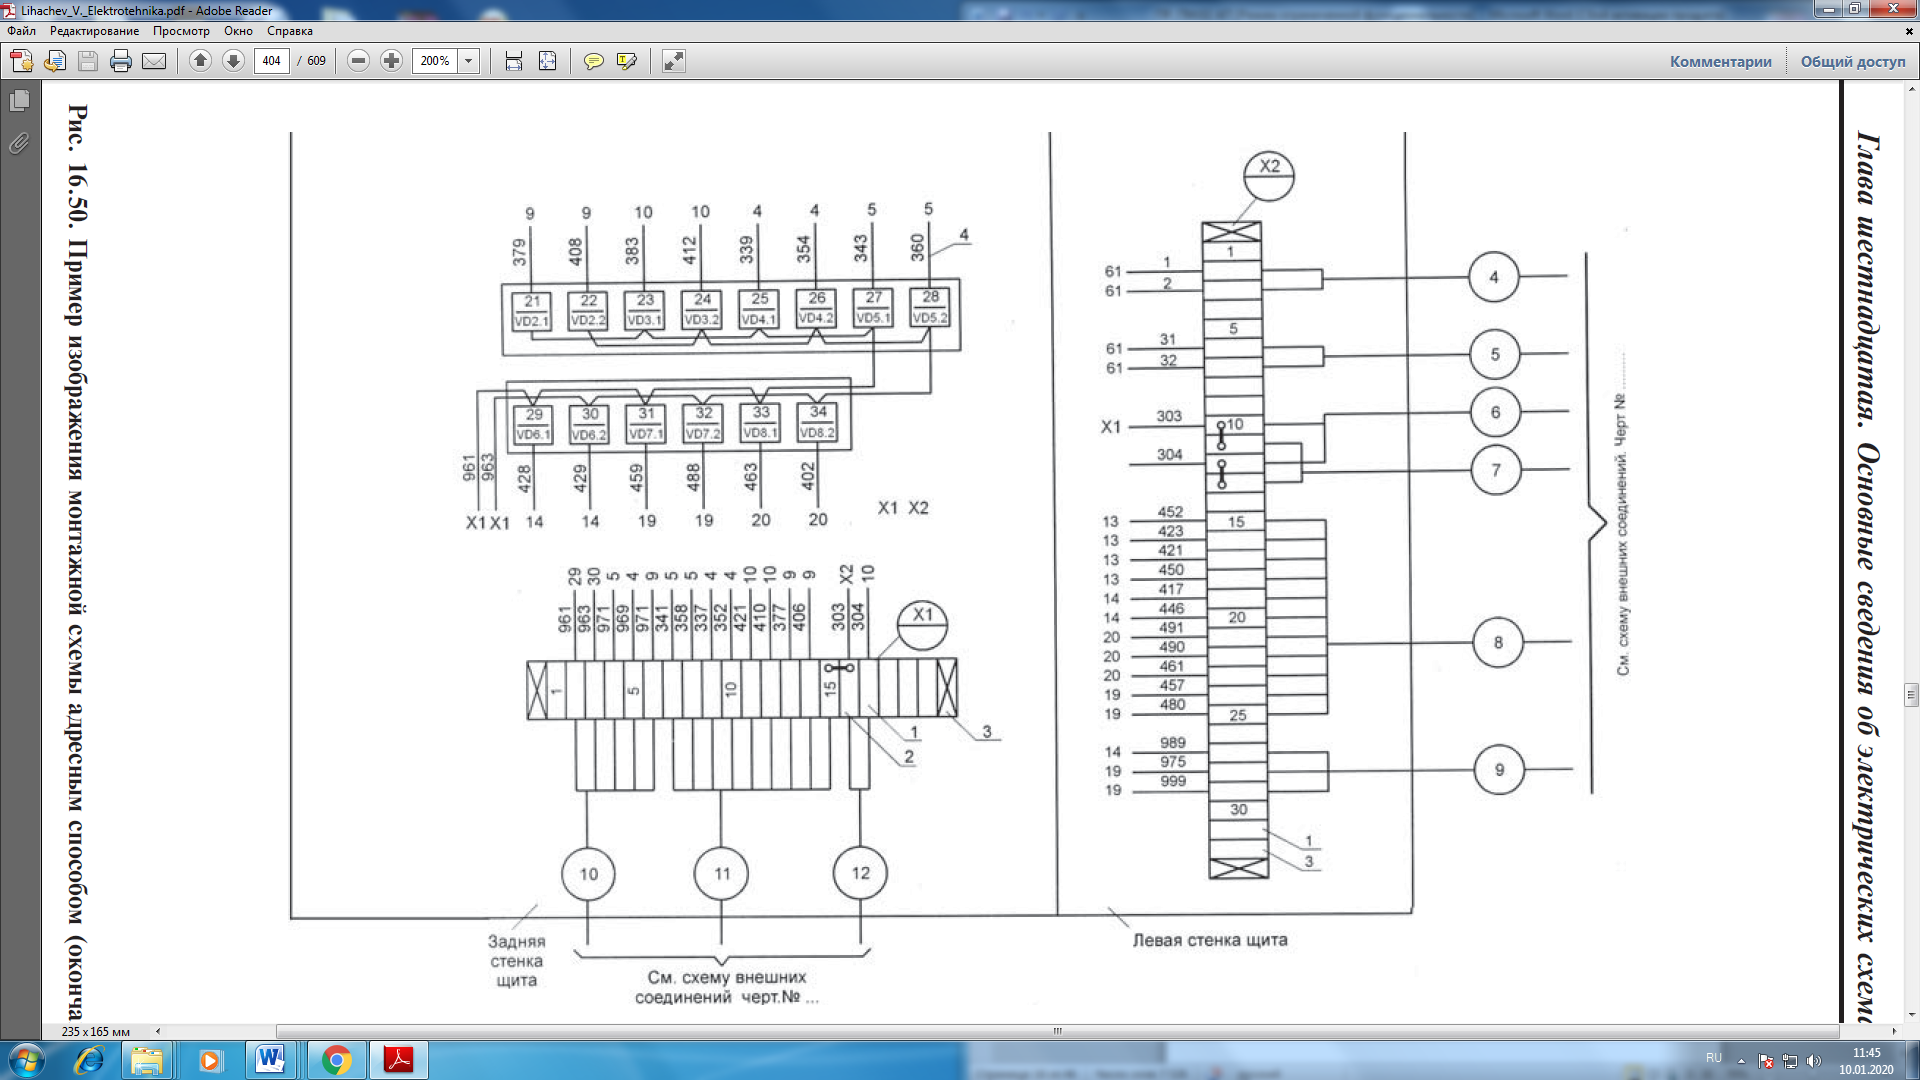 Lihachev_V._Elektrotehnika.pdf - Adobe Reader
Файл Редактирование Просмотр Окно Справка
404 / 609 200% Комментарии Общий доступ
Рис. 16.50. Пример изображения монтажной схемы адресным способом (оконча
Глава шестнадцатая. Основные сведения об электрических схем
9 9 10 10 4 4 5 5
379 408 383 412 339 354 343 360
4
21 22 23 24 25 26 27 28
VD2.1 VD2.2 VD3.1 VD3.2 VD4.1 VD4.2 VD5.1 VD5.2
29 30 31 32 33 34
VD6.1 VD6.2 VD7.1 VD7.2 VD8.1 VD8.2
961 963 428 429 459 488 463 402
X1 X1 14 14 19 19 20 20
X1 X2
29 30 5 4 9 5 5 4 4 10 10 9 9 X2 10
961 963 971 969 971 341 358 337 352 421 410 377 406 303 304
X1
1 5 10 15
1
2
3
10 11 12
Задняя
стенка
щита
См. схему внешних
соединений черт.№ ...
X2
1
61 1
61 2
4
5
61 31
61 32
5
6
X1 303
10
304
7
13 452
15
13 423
13 421
13 450
14 417
14 446
20
20 491
20 490
8
20 461
19 457
19 480
25
14 989
19 975
9
19 999
30
1
3
Левая стенка щита
См. схему внешних соединений. Черт № ..........
235 x 165 мм
RU
11:45
10.01.2020